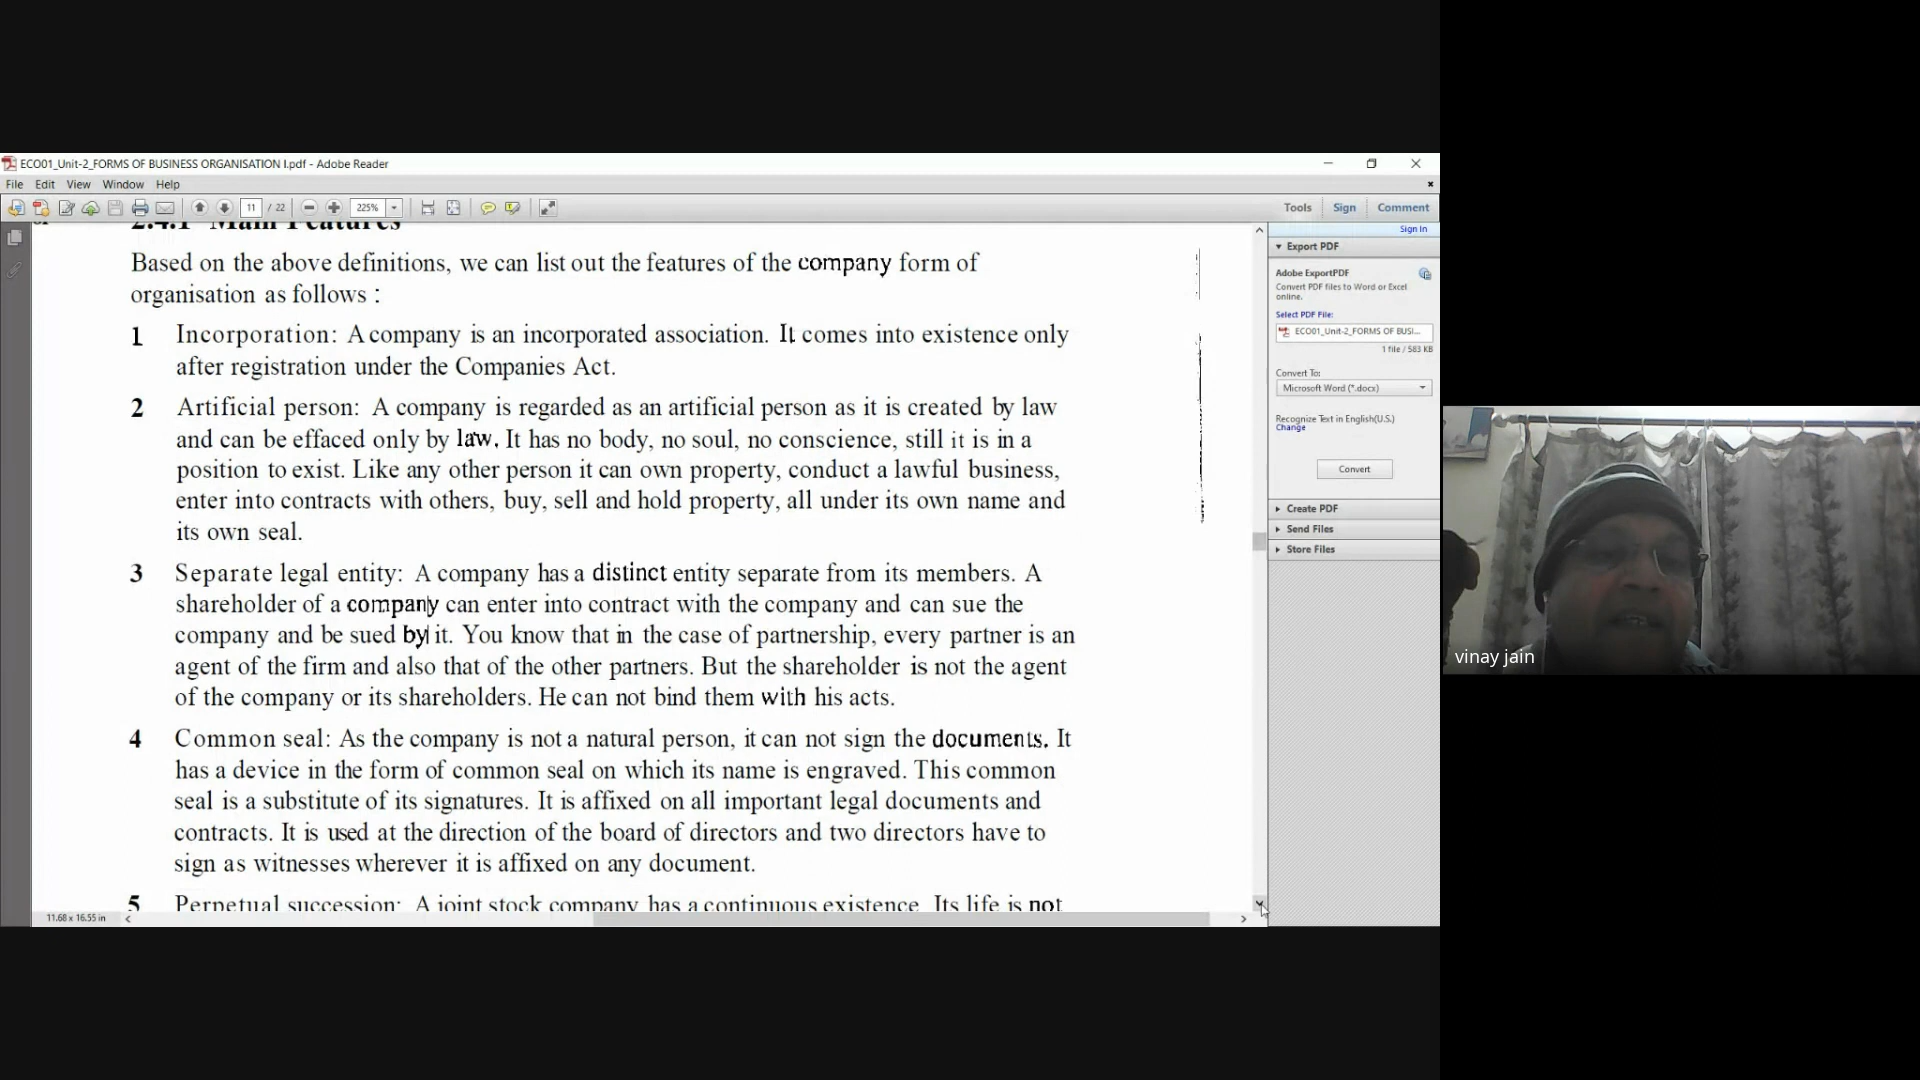 ECO01_Unit-2_FORMS OF BUSINESS ORGANISATION I.pdf - Adobe Reader
File Edit View Window Help
11 / 22 225% Tools Sign Comment
Sign In
2.4.1 Main Features
Based on the above definitions, we can list out the features of the company form of
organisation as follows :
1 Incorporation: A company is an incorporated association. It comes into existence only
after registration under the Companies Act.
2 Artificial person: A company is regarded as an artificial person as it is created by law
and can be effaced only by law. It has no body, no soul, no conscience, still it is in a
position to exist. Like any other person it can own property, conduct a lawful business,
enter into contracts with others, buy, sell and hold property, all under its own name and
its own seal.
3 Separate legal entity: A company has a distinct entity separate from its members. A
shareholder of a company can enter into contract with the company and can sue the
company and be sued by it. You know that in the case of partnership, every partner is an
agent of the firm and also that of the other partners. But the shareholder is not the agent
of the company or its shareholders. He can not bind them with his acts.
4 Common seal: As the company is not a natural person, it can not sign the documents. It
has a device in the form of common seal on which its name is engraved. This common
seal is a substitute of its signatures. It is affixed on all important legal documents and
contracts. It is used at the direction of the board of directors and two directors have to
sign as witnesses wherever it is affixed on any document.
5 Perpetual succession: A joint stock company has a continuous existence. Its life is not
11.68 x 16.55 in
Export PDF
Adobe ExportPDF
Convert PDF files to Word or Excel
online.
Select PDF File:
ECO01_Unit-2_FORMS OF BUSI...
1 file / 583 KB
Convert To:
Microsoft Word (*.docx)
Recognize Text in English(U.S.)
Change
Convert
Create PDF
Send Files
Store Files
vinay jain